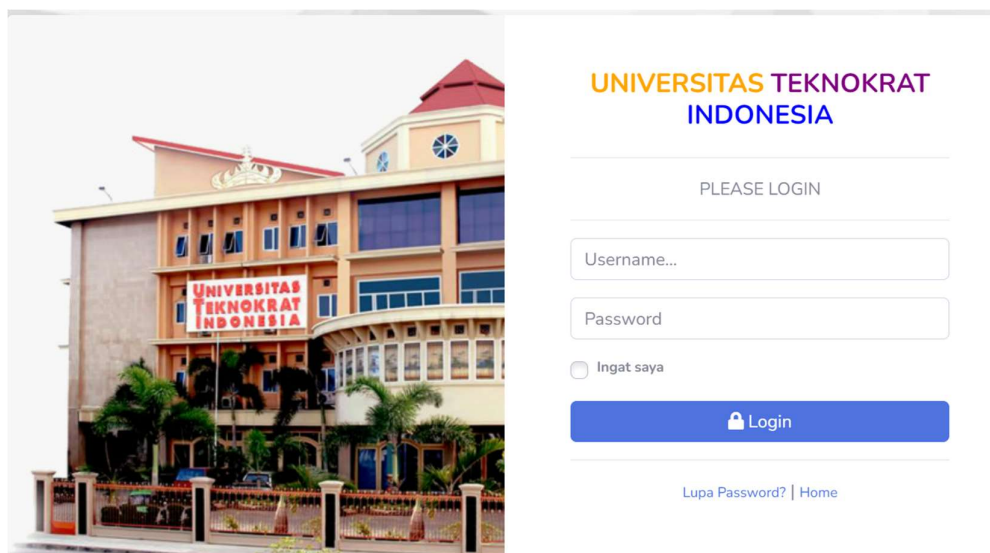 UNIVERSITAS
TEKNOKRAT
INDONESIA
UNIVERSITAS TEKNOKRAT
INDONESIA
PLEASE LOGIN
Username...
Password
Ingat saya
Login
Lupa Password? | Home